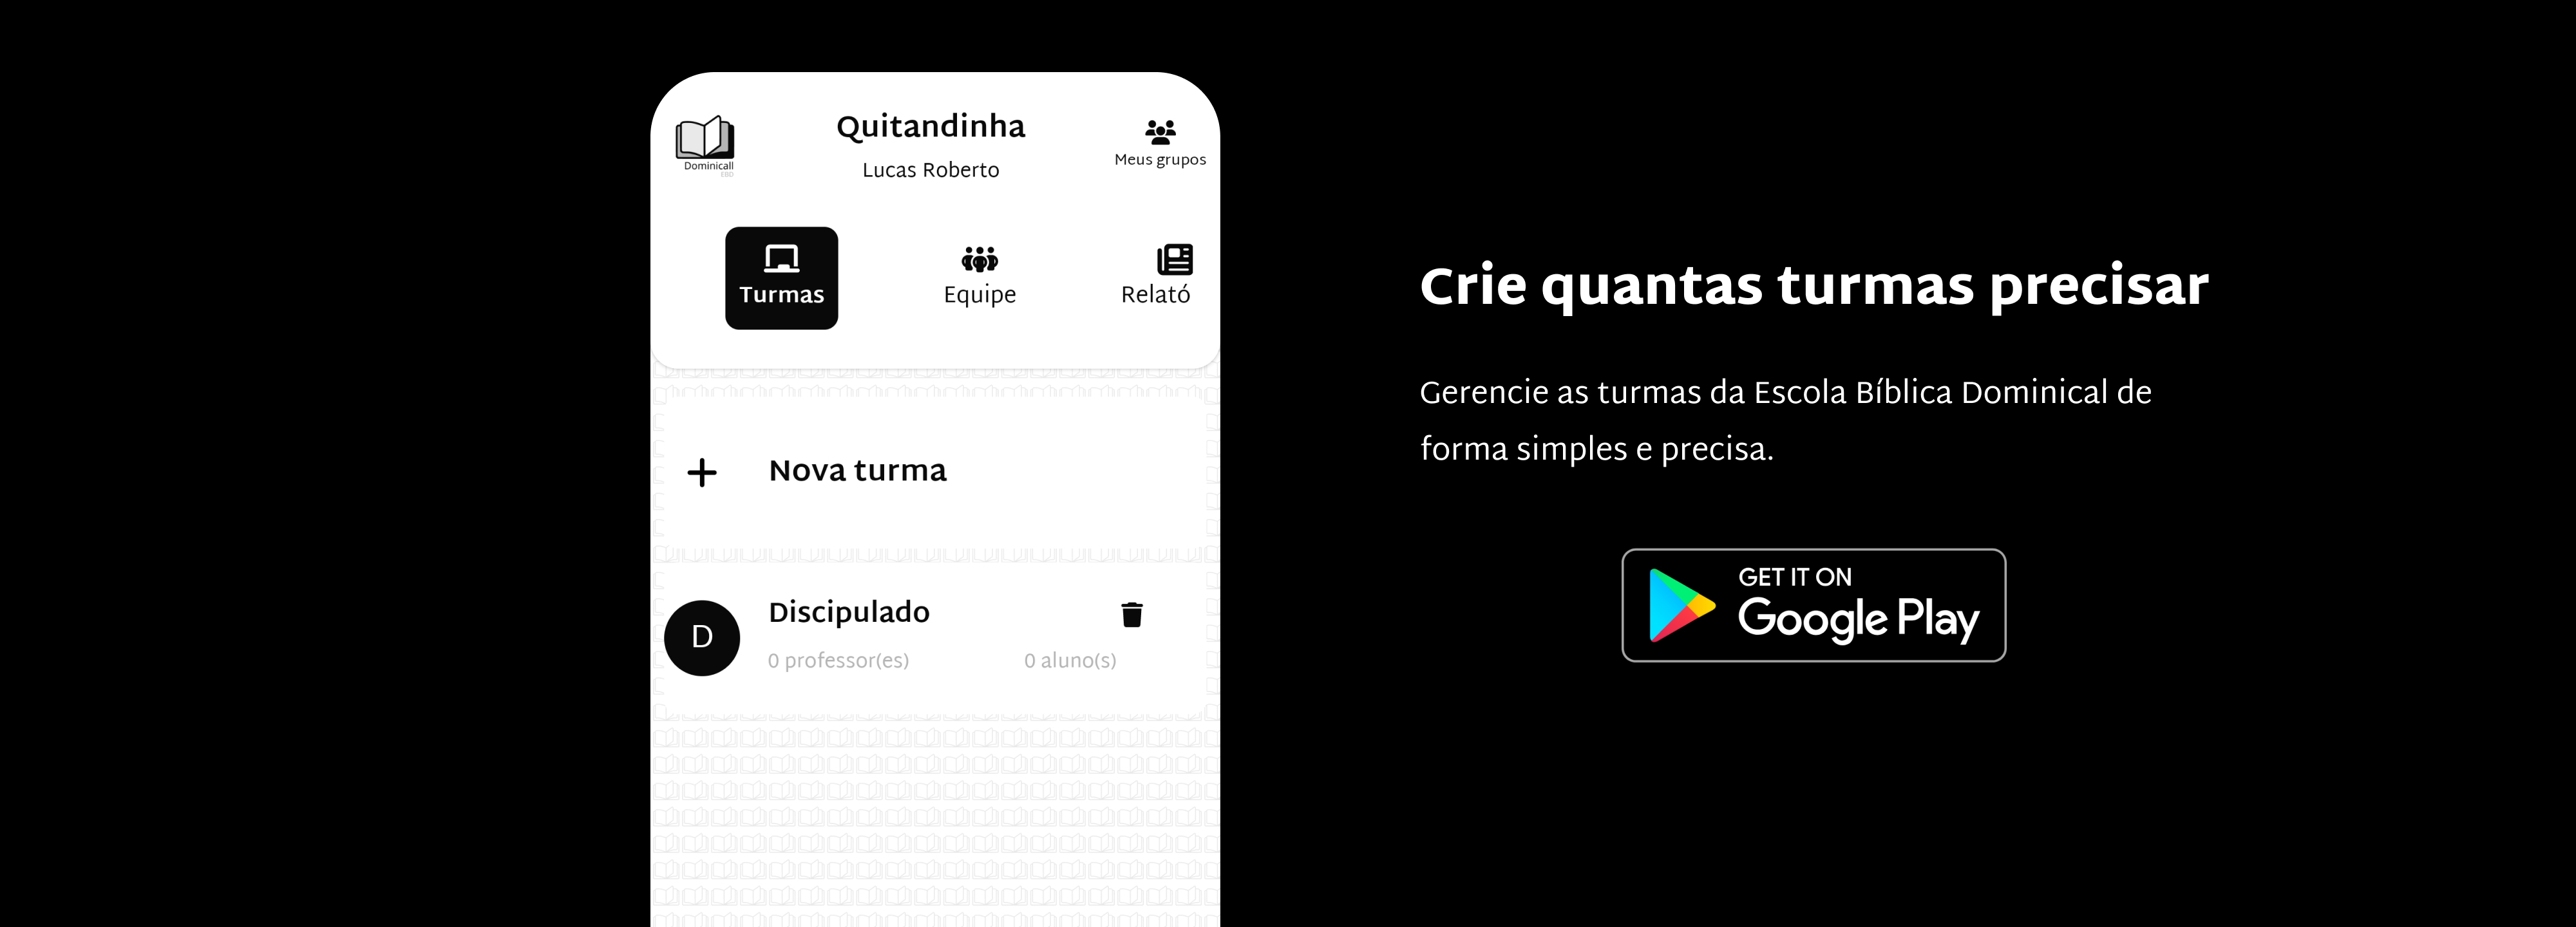 Quitandinha
Lucas Roberto
Dominicall
EBD
Meus grupos
Turmas
Equipe
Relató
Nova turma
D
Discipulado
0 professor(es)
0 aluno(s)
Crie quantas turmas precisar
Gerencie as turmas da Escola Bíblica Dominical de
forma simples e precisa.
GET IT ON
Google Play